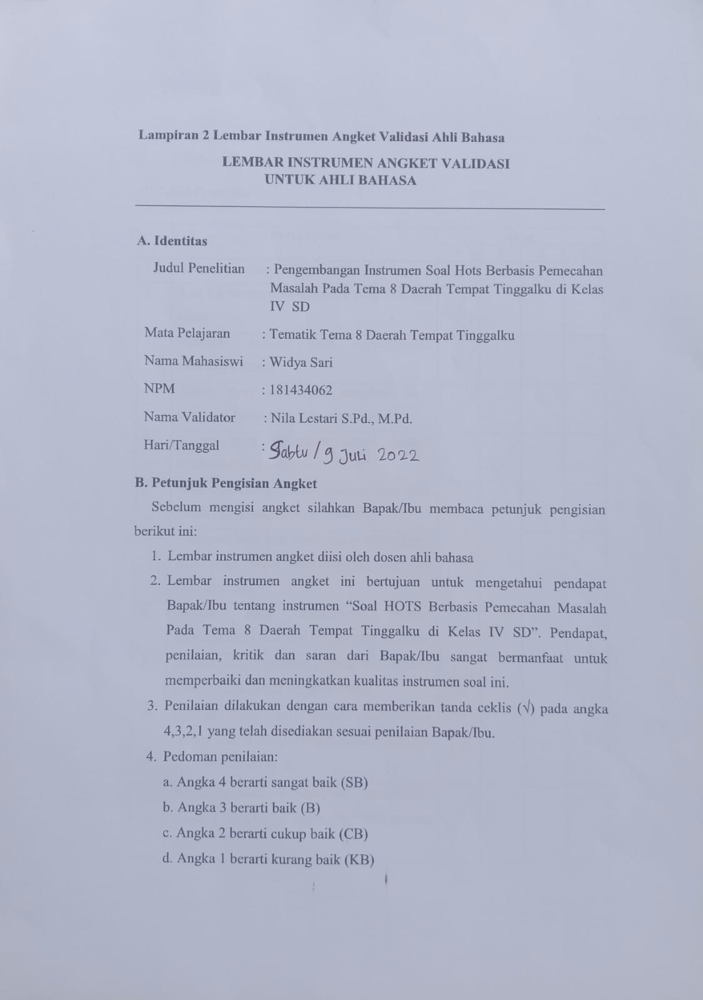 Lampiran 2 Lembar Instrumen Angket Validasi Ahli Bahasa
LEMBAR INSTRUMEN ANGKET VALIDASI
UNTUK AHLI BAHASA
A. Identitas
Judul Penelitian : Pengembangan Instrumen Soal Hots Berbasis Pemecahan
Masalah Pada Tema 8 Daerah Tempat Tinggalku di Kelas
IV SD
Mata Pelajaran : Tematik Tema 8 Daerah Tempat Tinggalku
Nama Mahasiswi : Widya Sari
NPM : 181434062
Nama Validator : Nila Lestari S.Pd., M.Pd.
Hari/Tanggal : Sabtu / 9 Juli 2022
B. Petunjuk Pengisian Angket
Sebelum mengisi angket silahkan Bapak/Ibu membaca petunjuk pengisian
berikut ini:
1. Lembar instrumen angket diisi oleh dosen ahli bahasa
2. Lembar instrumen angket ini bertujuan untuk mengetahui pendapat
Bapak/Ibu tentang instrumen “Soal HOTS Berbasis Pemecahan Masalah
Pada Tema 8 Daerah Tempat Tinggalku di Kelas IV SD”. Pendapat,
penilaian, kritik dan saran dari Bapak/Ibu sangat bermanfaat untuk
memperbaiki dan meningkatkan kualitas instrumen soal ini.
3. Penilaian dilakukan dengan cara memberikan tanda ceklis (√) pada angka
4,3,2,1 yang telah disediakan sesuai penilaian Bapak/Ibu.
4. Pedoman penilaian:
a. Angka 4 berarti sangat baik (SB)
b. Angka 3 berarti baik (B)
c. Angka 2 berarti cukup baik (CB)
d. Angka 1 berarti kurang baik (KB)